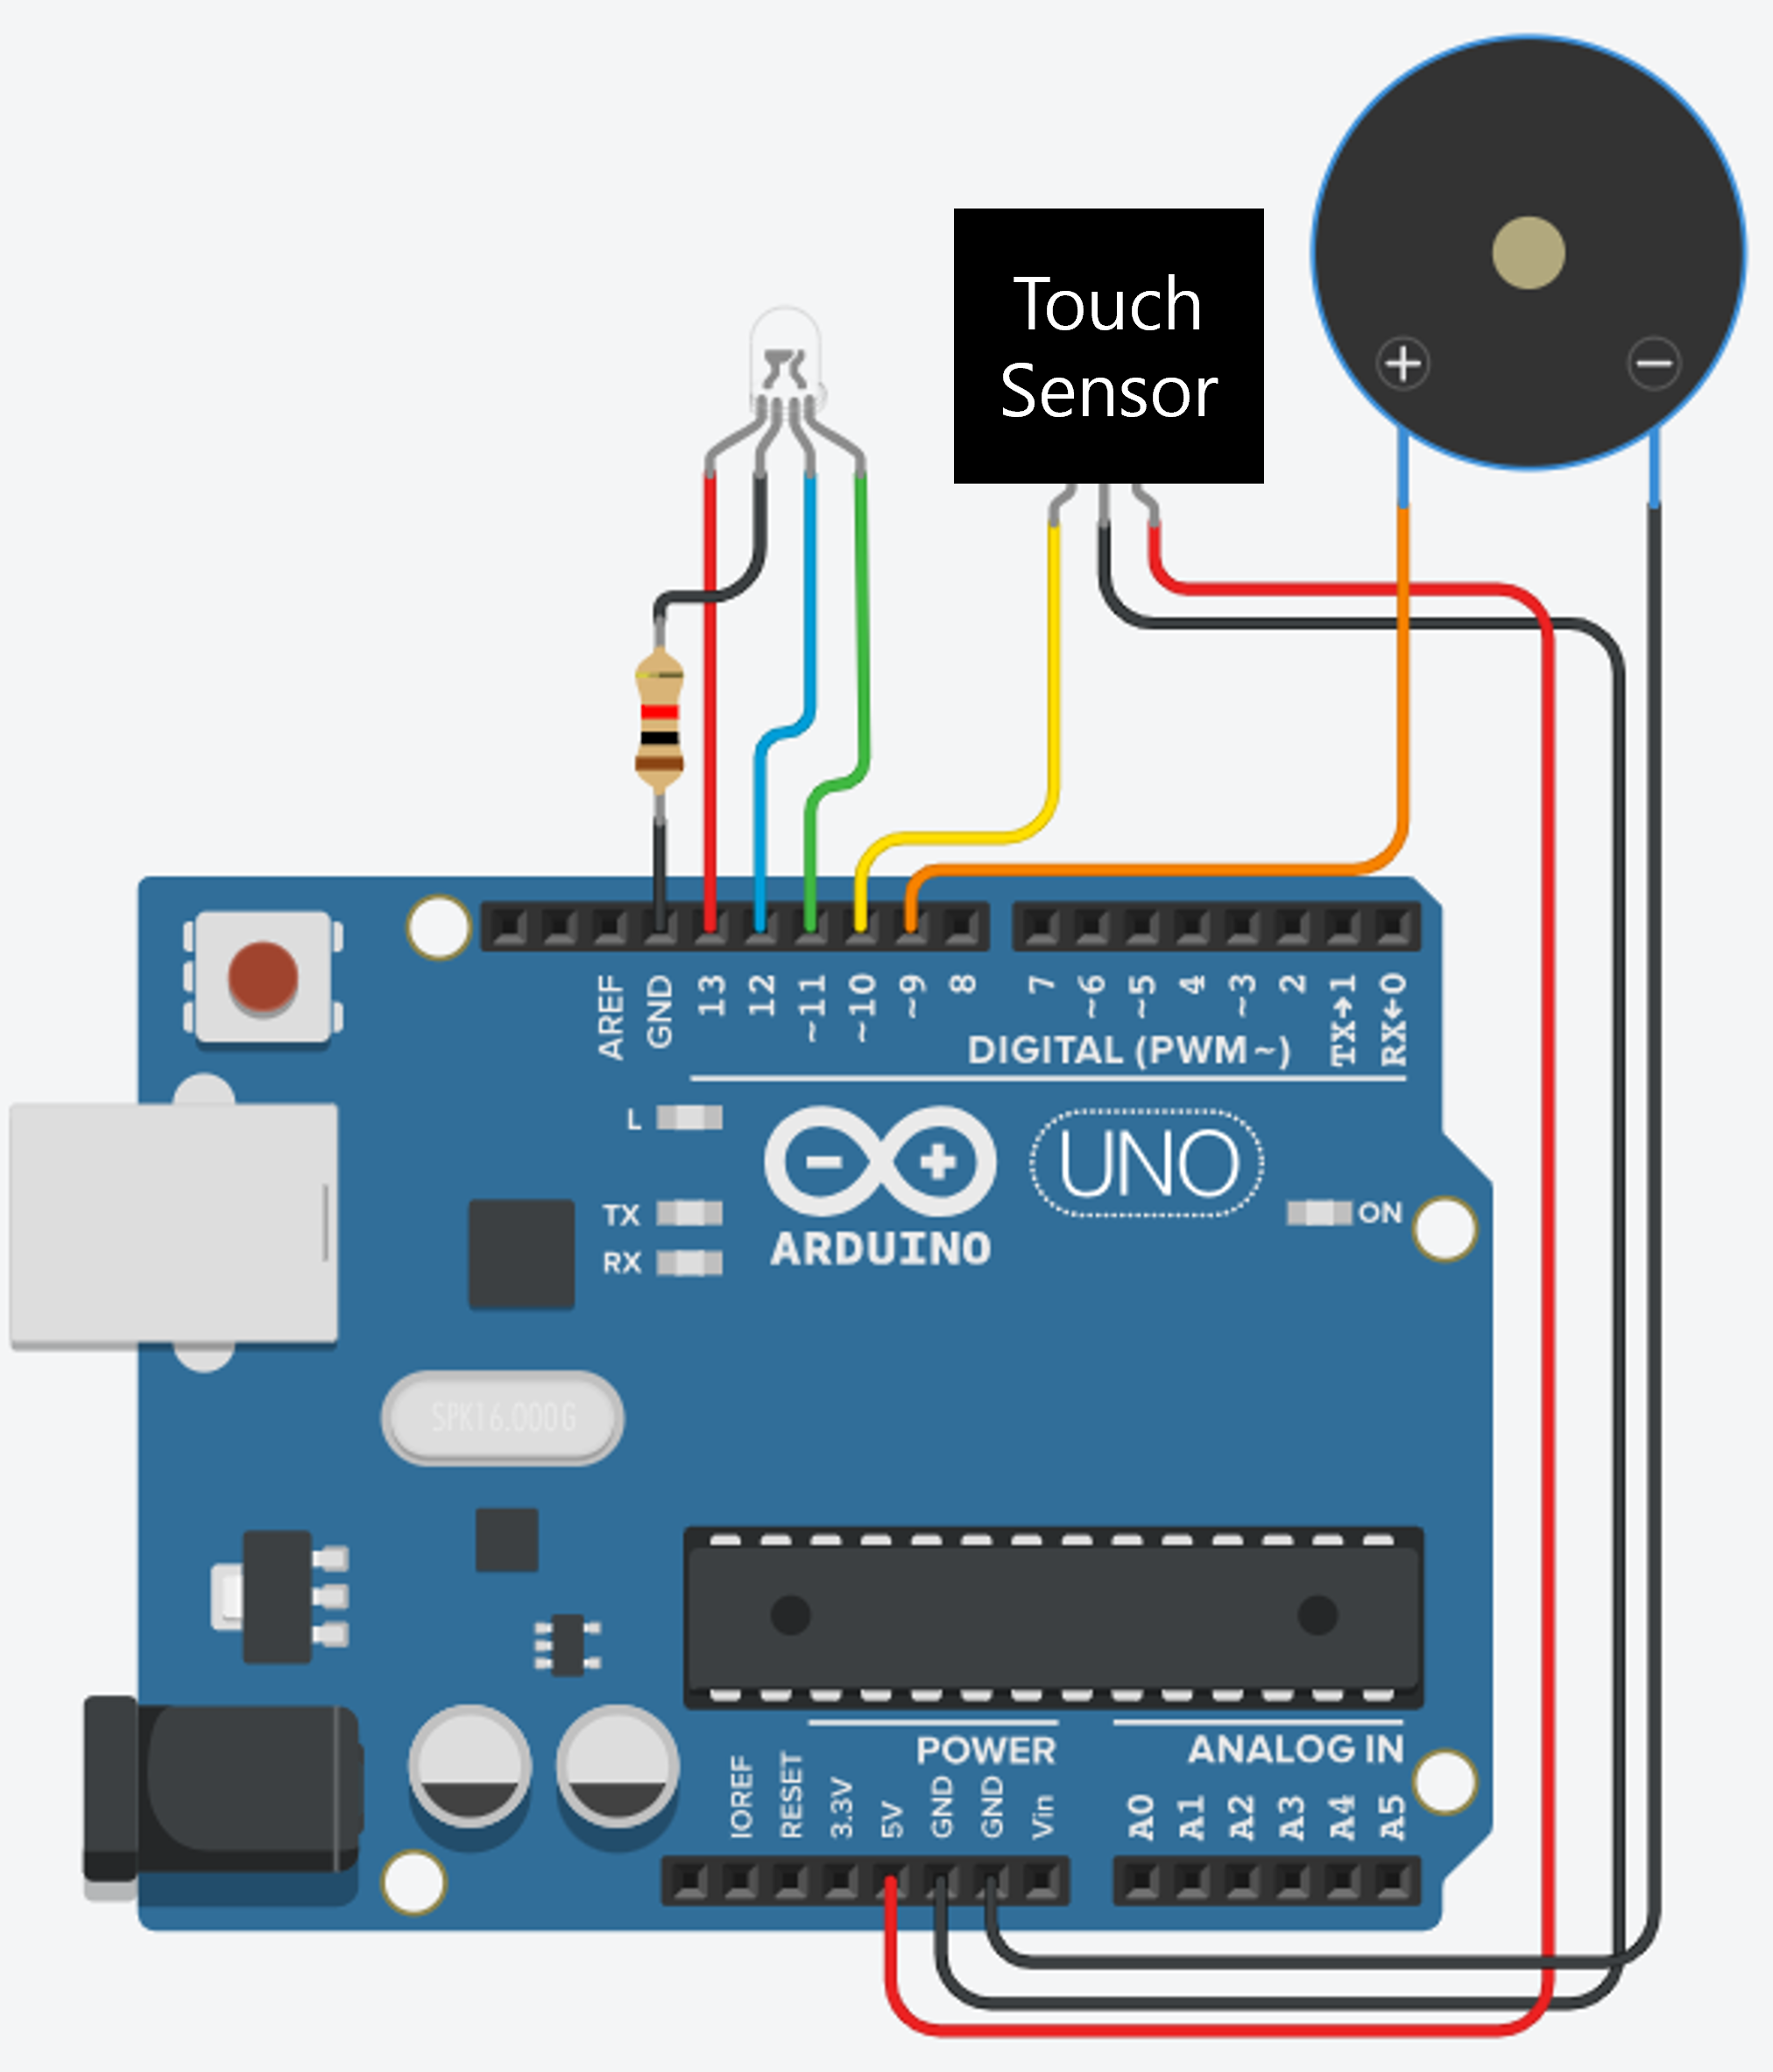 Touch
Sensor
AREF
GND
13
12
~11
~10
~9
8
7
~6
~5
4
~3
2
TX→1
RX←0
DIGITAL (PWM~)
L
TX
RX
ARDUINO
UNO
ON
SPK16.000G
POWER
ANALOG IN
IOREF
RESET
3.3V
5V
GND
GND
Vin
A0
A1
A2
A3
A4
A5